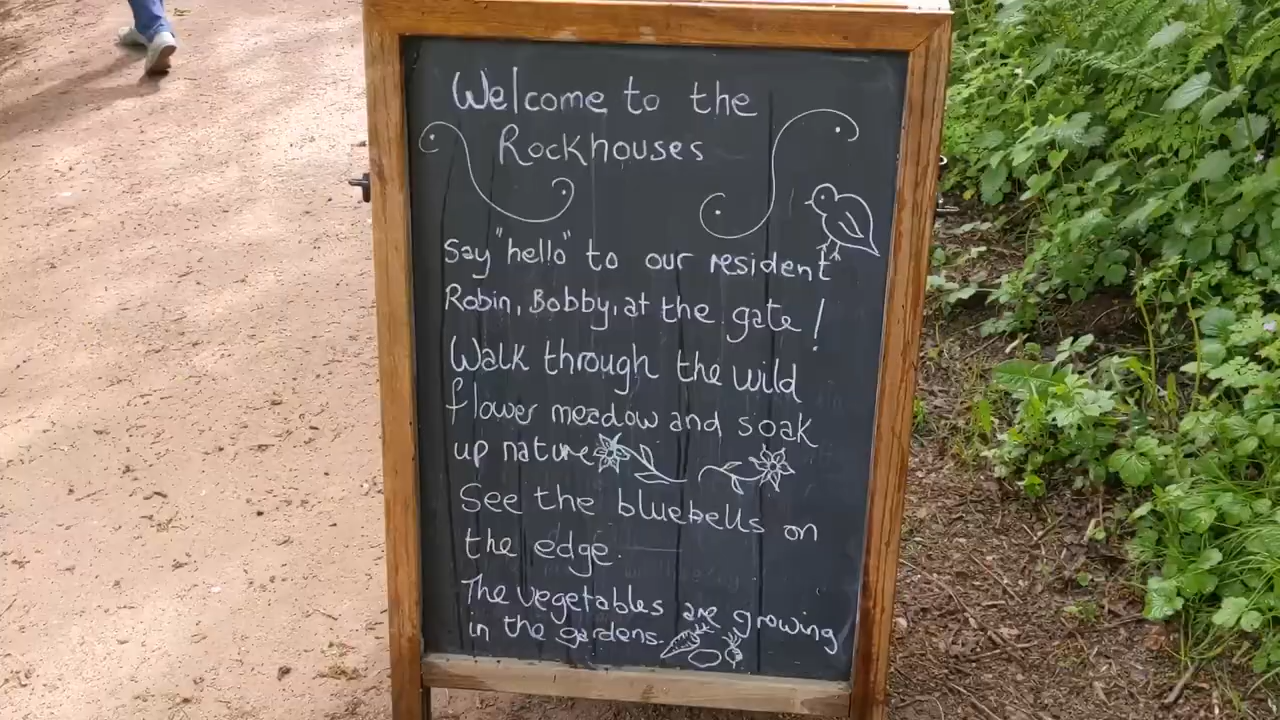 Welcome to the
Rockhouses
Say "hello" to our resident
Robin, Bobby, at the gate!
Walk through the wild
flower meadow and soak
up nature
See the bluebells on
the edge.
The vegetables are growing
in the gardens.